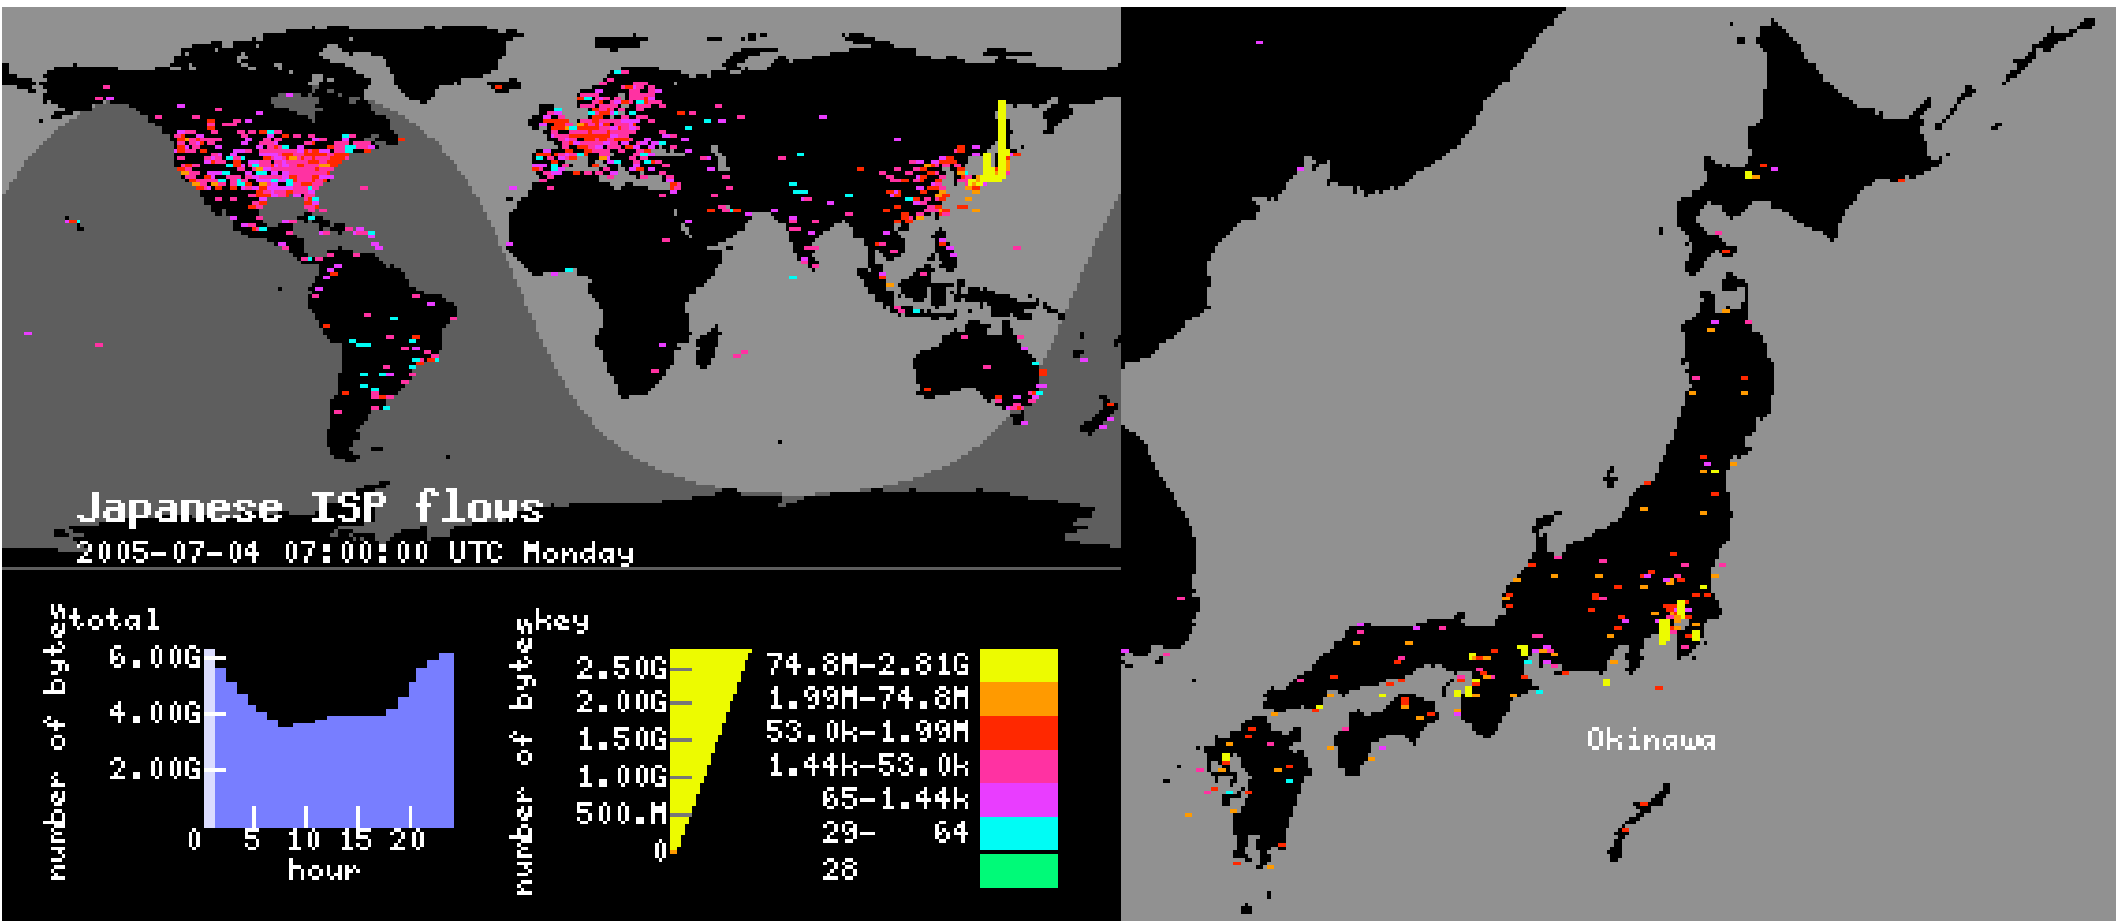 Japanese ISP flows
2005-07-04 07:00:00 UTC Monday
total
number of bytes
6.00G
4.00G
2.00G
0 5 10 15 20
hour
key
number of bytes
2.50G
2.00G
1.50G
1.00G
500.M
0
74.8M-2.81G
1.99M-74.8M
53.0k-1.99M
1.44k-53.0k
65-1.44k
29- 64
28
Okinawa